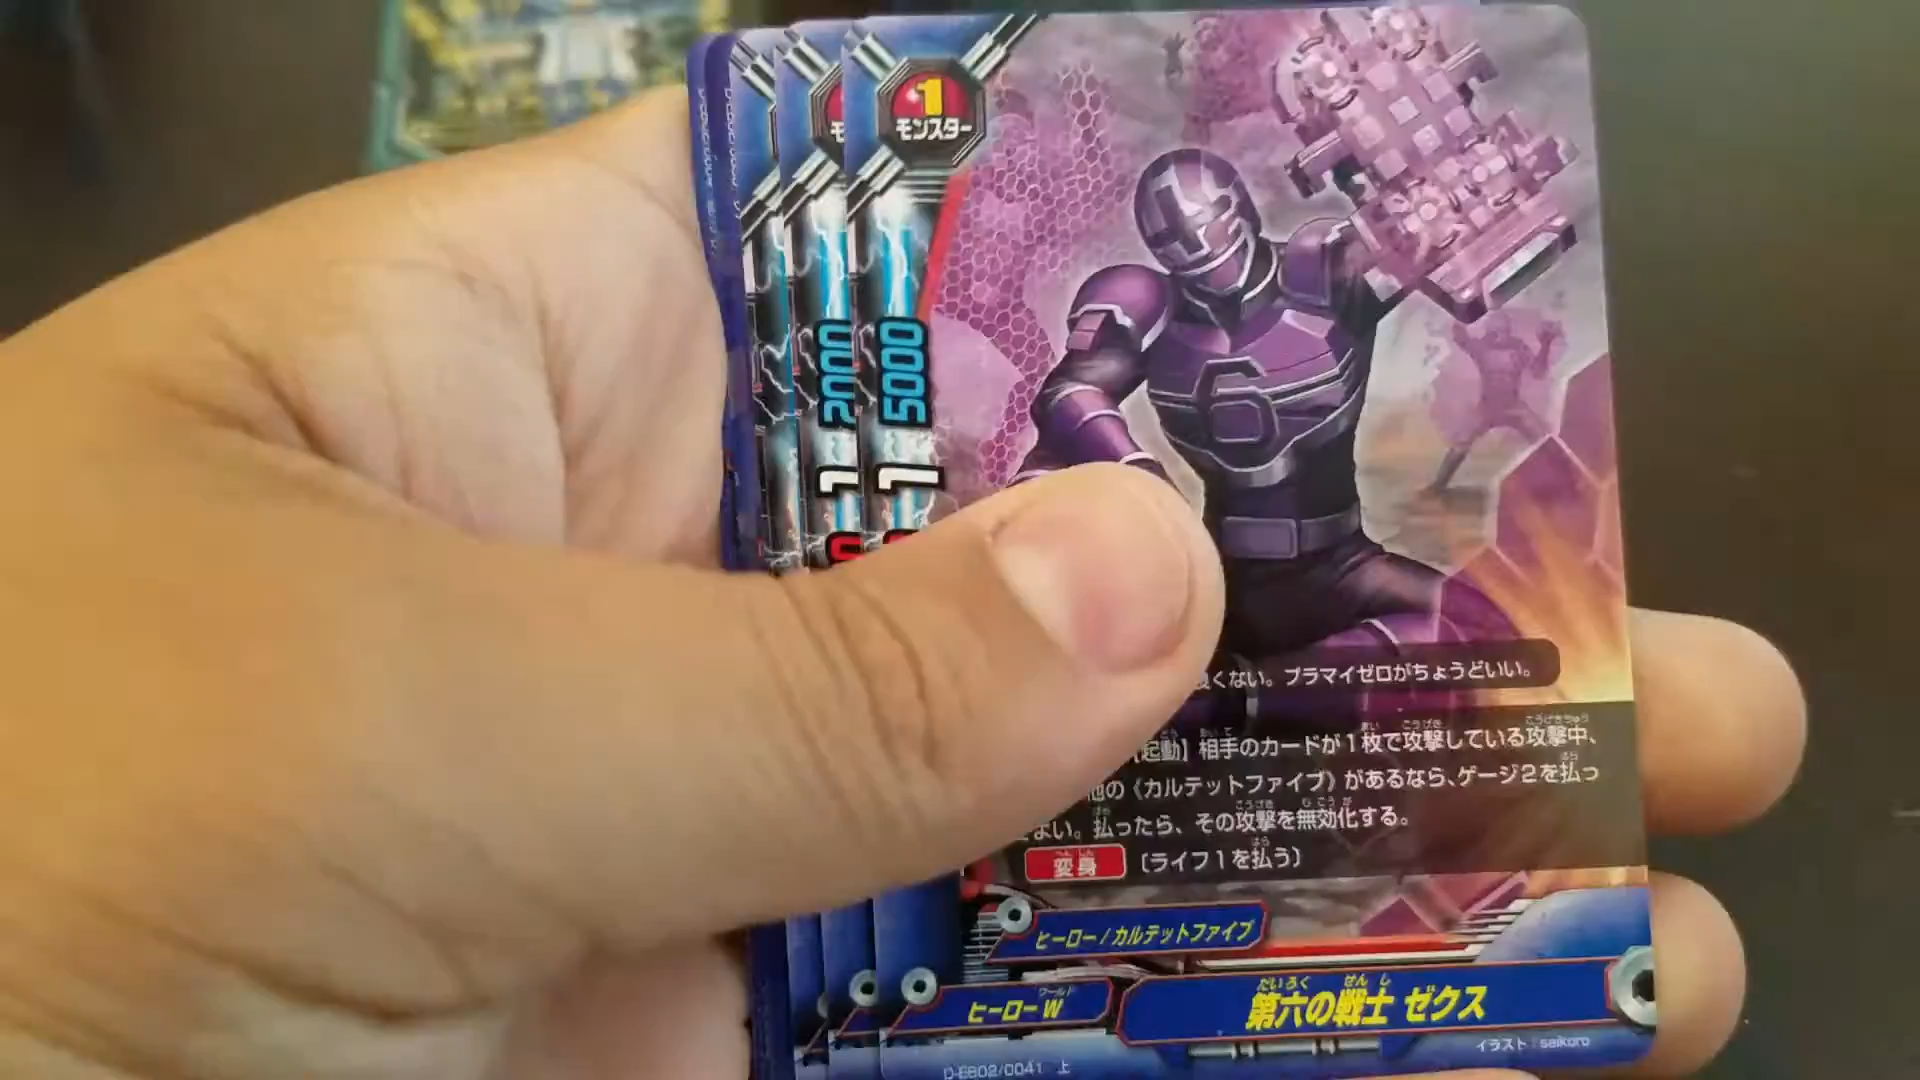 1
モンスター
モ
2000
5000
1
1
6
良くない。プラマイゼロがちょうどいい。
【起動】相手のカードが1枚で攻撃している攻撃中、
他の《カルテットファイブ》があるなら、ゲージ2を払っ
てよい。払ったら、その攻撃を無効化する。
変身 〔ライフ1を払う〕
ヒーロー / カルテットファイブ
ヒーローW
第六の戦士 ゼクス
イラスト:saikoro
D-EB02/0041 上